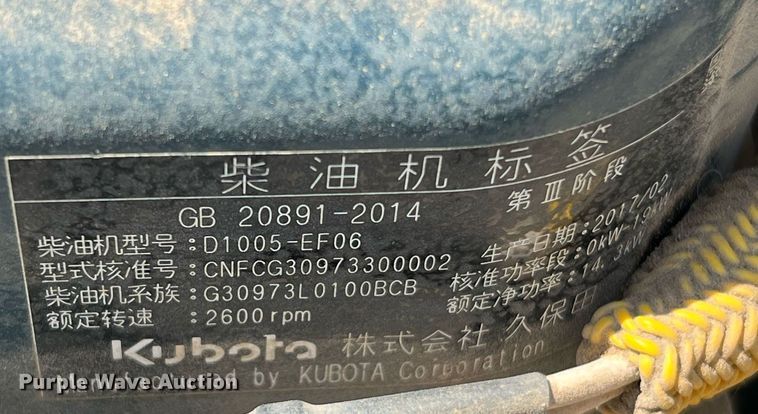 柴油机标签
GB 20891-2014 第Ⅲ阶段
柴油机型号:D1005-EF06 生产日期:2017/02
型式核准号:CNFCG30973300002 核准功率段:0kW-19kW
柴油机系族:G30973L0100BCB 额定净功率:14.3kW
额定转速:2600rpm
Kubota 株式会社 久保田
by KUBOTA Corporation
Purple Wave Auction